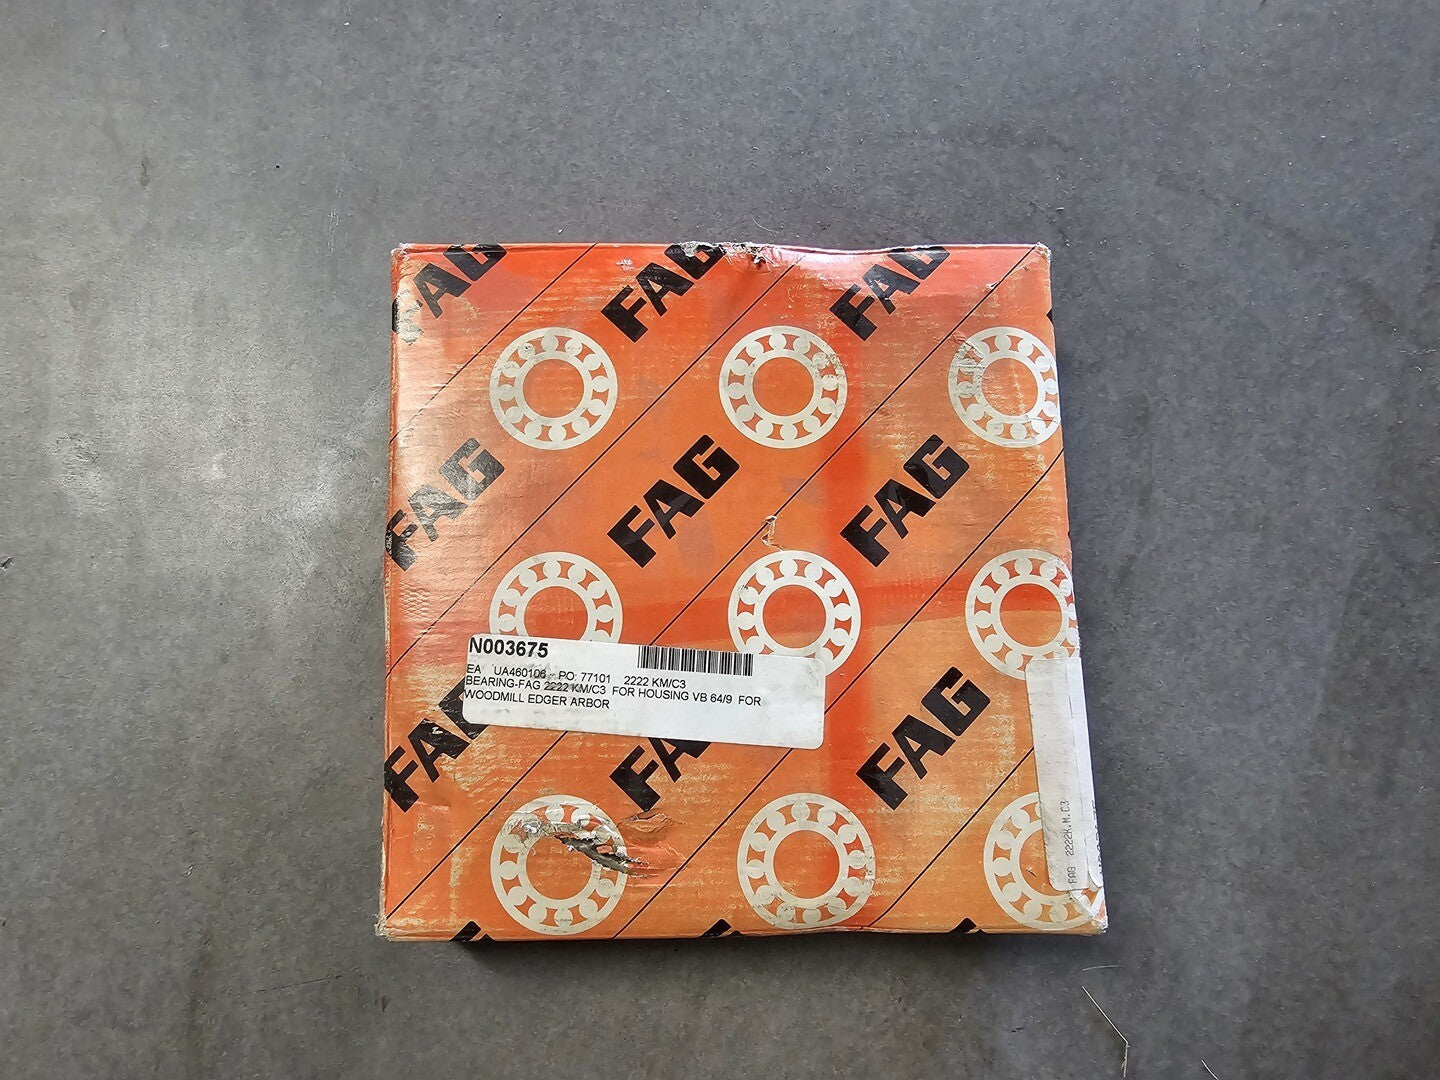 FAG
FAG
FAG
FAG
FAG
FAG
N003675
EA UA460106 PO: 77101 2222 KM/C3
BEARING-FAG 2222 KM/C3 FOR HOUSING VB 64/9 FOR
WOODMILL EDGER ARBOR
FAG
FAG
FAG
FAG 2222K.M.C3